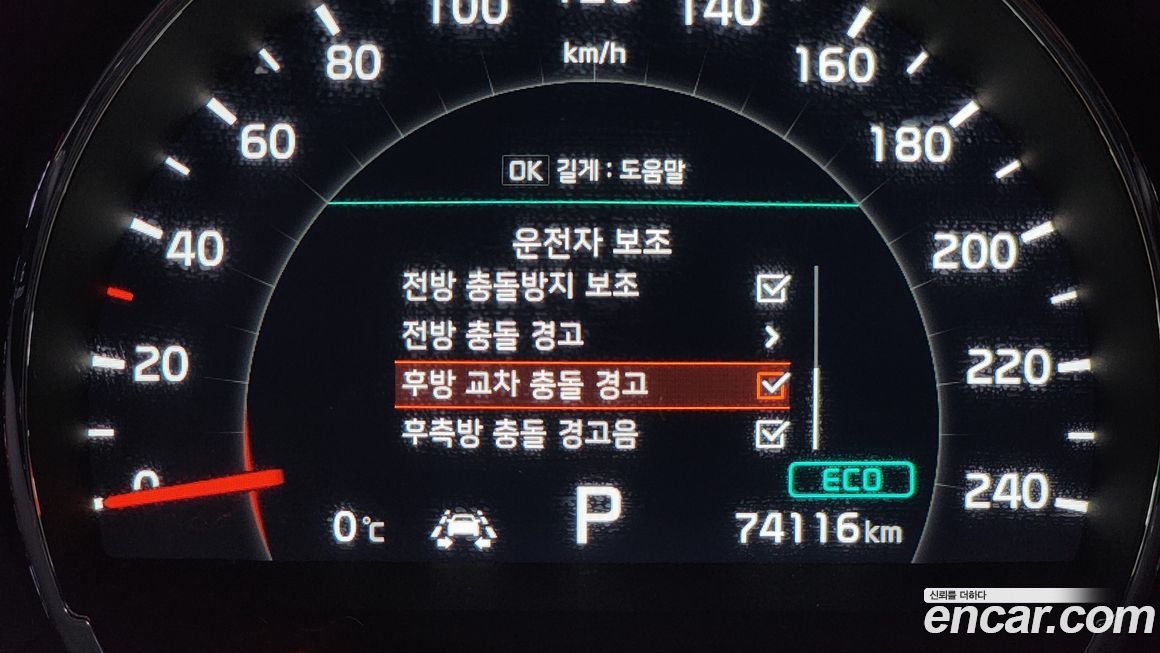 100
120
140
80
km/h
160
60
180
OK 길게 : 도움말
운전자 보조
40
200
전방 충돌방지 보조
전방 충돌 경고 >
20
220
후방 교차 충돌 경고
후측방 충돌 경고음
ECO
0
240
0℃
P
74116km
신뢰를 더하다
encar.com